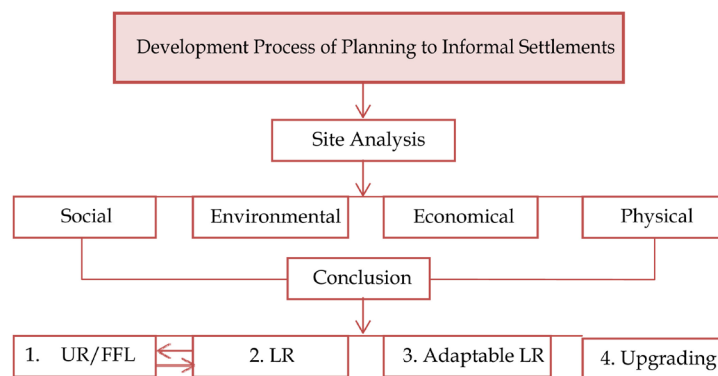 Development Process of Planning to Informal Settlements
Site Analysis
Social
Environmental
Economical
Physical
Conclusion
1. UR/FFL
2. LR
3. Adaptable LR
4. Upgrading